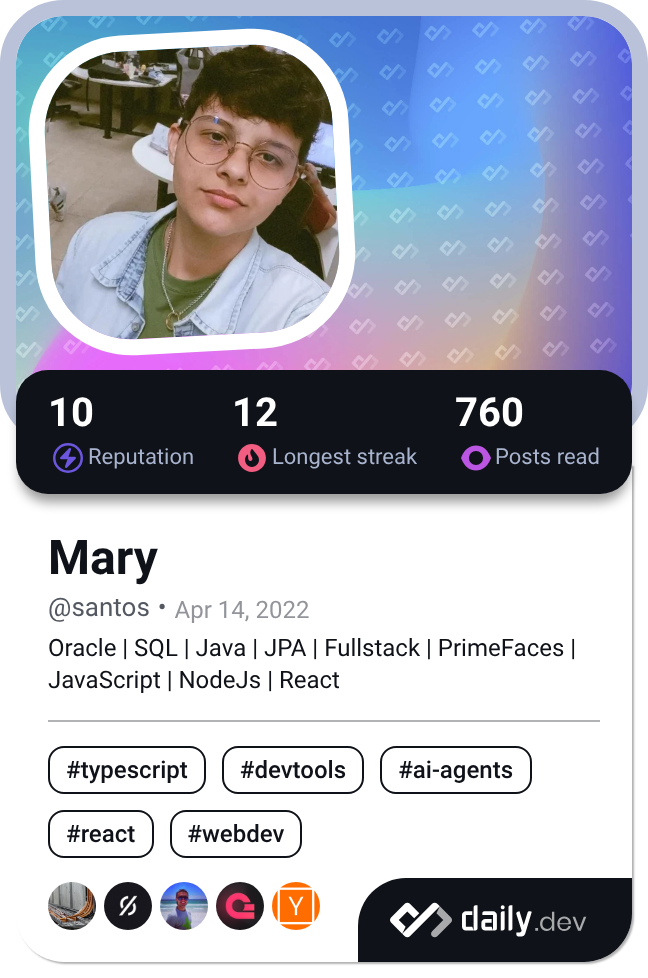 10 12 760
Reputation Longest streak Posts read
Mary
@santos • Apr 14, 2022
Oracle | SQL | Java | JPA | Fullstack | PrimeFaces |
JavaScript | NodeJs | React
#typescript #devtools #ai-agents
#react #webdev
Y
daily.dev